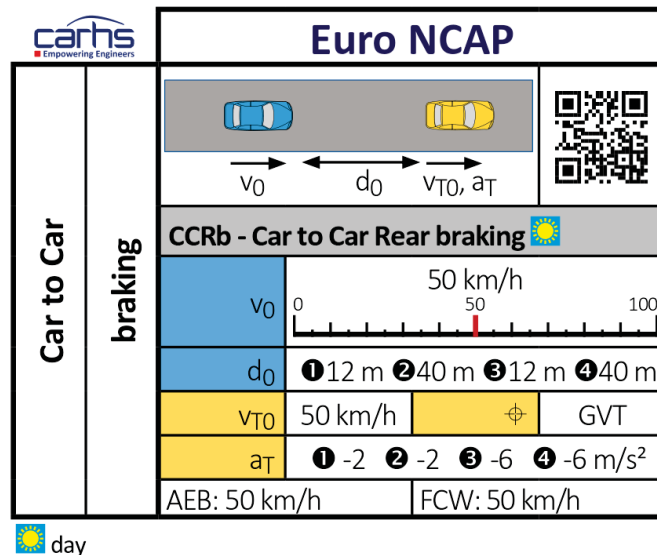 carhs
Empowering Engineers
Euro NCAP
Car to Car
braking
v0 d0 vT0, aT
CCRb - Car to Car Rear braking
v0
50 km/h
0 50 100
d0 ❶12 m ❷40 m ❸12 m ❹40 m
vT0 50 km/h GVT
aT ❶ -2 ❷ -2 ❸ -6 ❹ -6 m/s²
AEB: 50 km/h FCW: 50 km/h
day